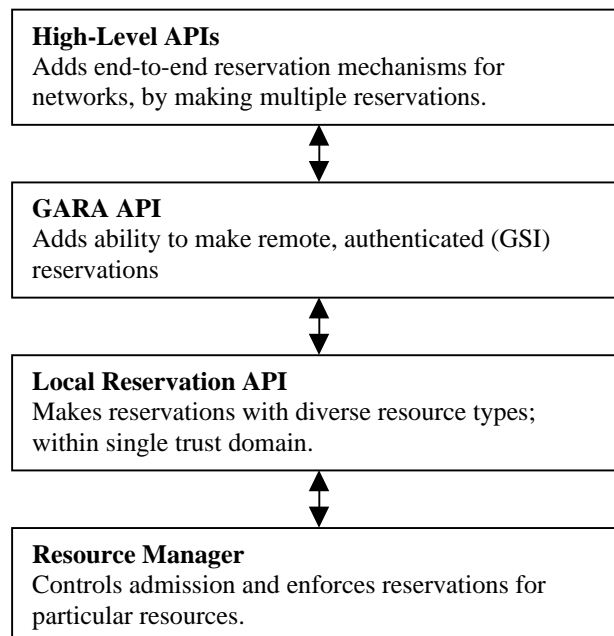 High-Level APIs
Adds end-to-end reservation mechanisms for
networks, by making multiple reservations.
GARA API
Adds ability to make remote, authenticated (GSI)
reservations
Local Reservation API
Makes reservations with diverse resource types;
within single trust domain.
Resource Manager
Controls admission and enforces reservations for
particular resources.